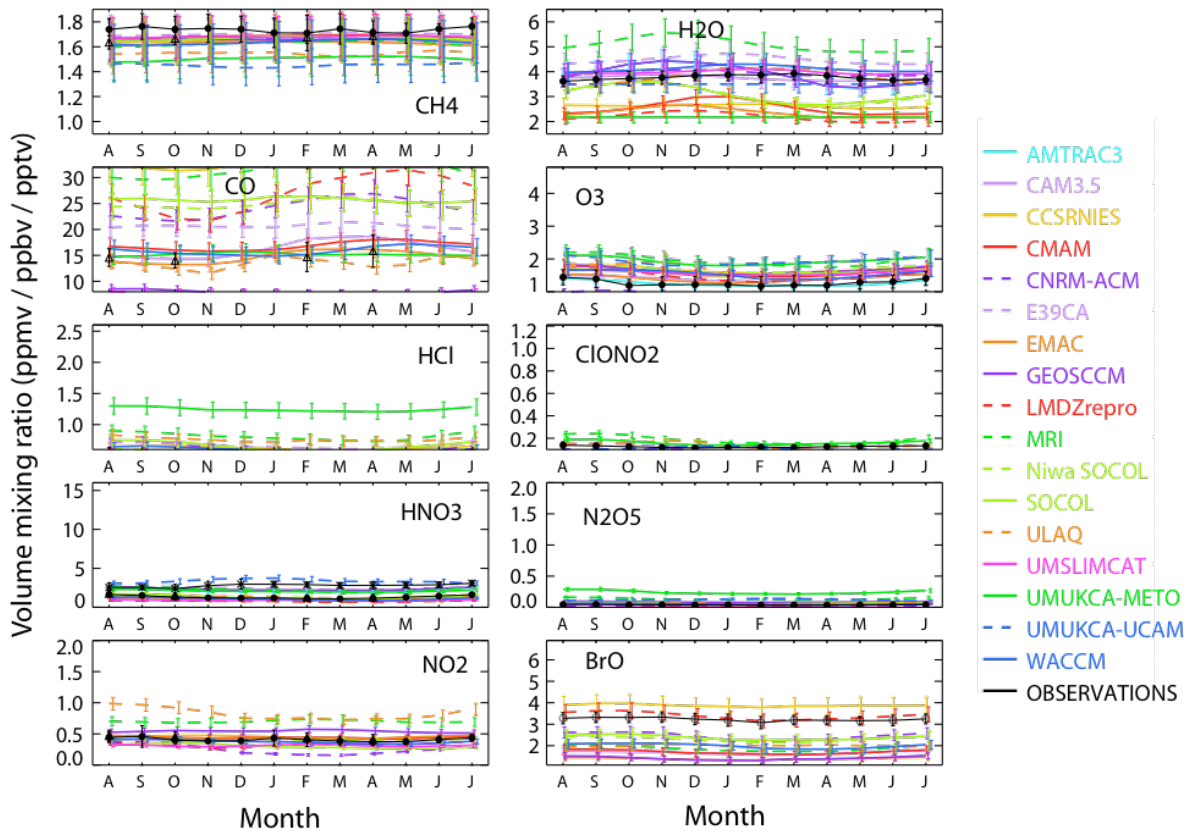 Volume mixing ratio (ppmv / ppbv / pptv)
1.8
1.6
1.4
1.2
1.0
CH4
A S O N D J F M A M J J
6
5
4
3
2
H2O
A S O N D J F M A M J J
30
25
20
15
10
CO
A S O N D J F M A M J J
4
3
2
1
O3
A S O N D J F M A M J J
2.5
2.0
1.5
1.0
HCl
A S O N D J F M A M J J
1.2
1.0
0.8
0.6
0.4
0.2
ClONO2
A S O N D J F M A M J J
15
10
5
0
HNO3
A S O N D J F M A M J J
2.0
1.5
1.0
0.5
0.0
N2O5
A S O N D J F M A M J J
2.0
1.5
1.0
0.5
0.0
NO2
A S O N D J F M A M J J
6
5
4
3
2
BrO
A S O N D J F M A M J J
Month
Month
AMTRAC3
CAM3.5
CCSRNIES
CMAM
CNRM-ACM
E39CA
EMAC
GEOSCCM
LMDZrepro
MRI
Niwa SOCOL
SOCOL
ULAQ
UMSLIMCAT
UMUKCA-METO
UMUKCA-UCAM
WACCM
OBSERVATIONS